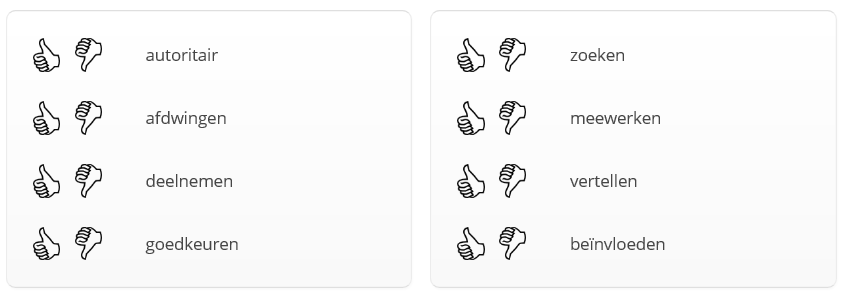 autoritair
afdwingen
deelnemen
goedkeuren
zoeken
meewerken
vertellen
beïnvloeden